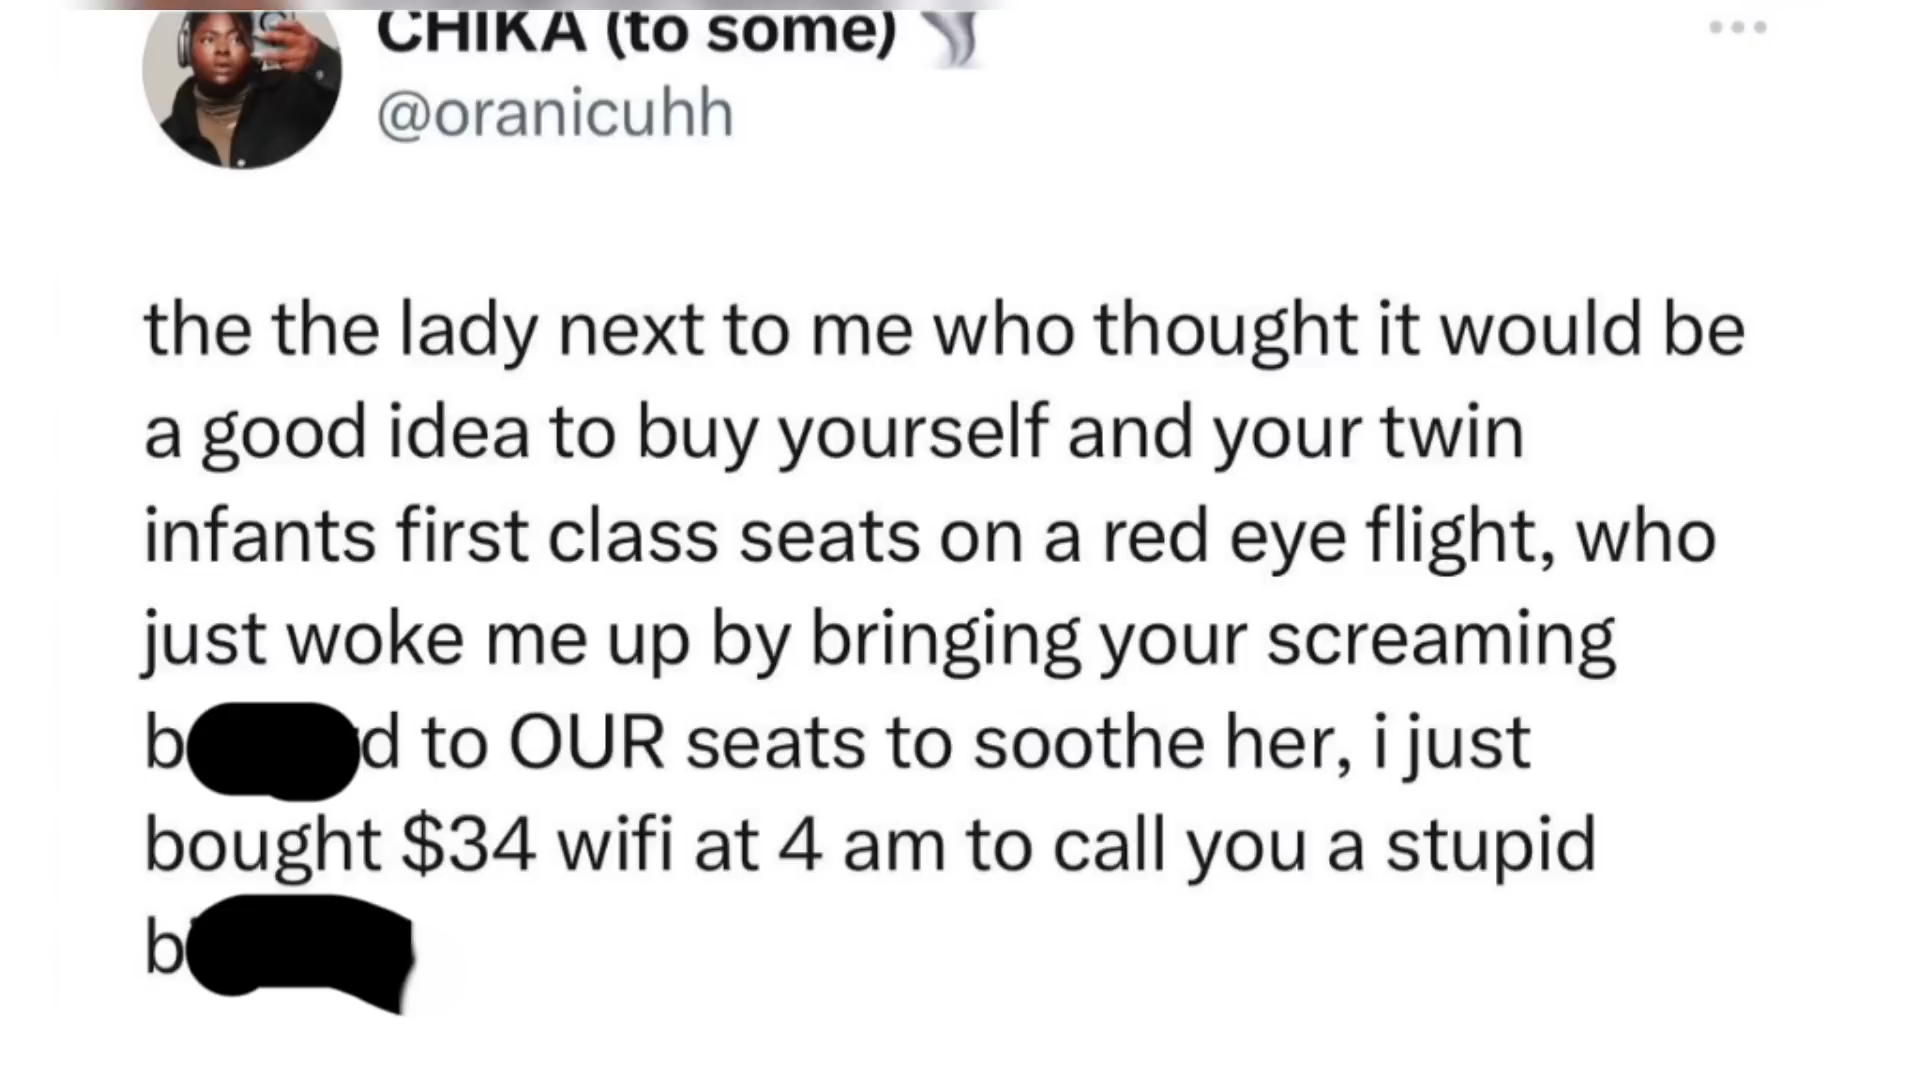 CHIKA (to some)
@oranicuhh
the the lady next to me who thought it would be
a good idea to buy yourself and your twin
infants first class seats on a red eye flight, who
just woke me up by bringing your screaming
to OUR seats to soothe her, i just
bought $34 wifi at 4 am to call you a stupid